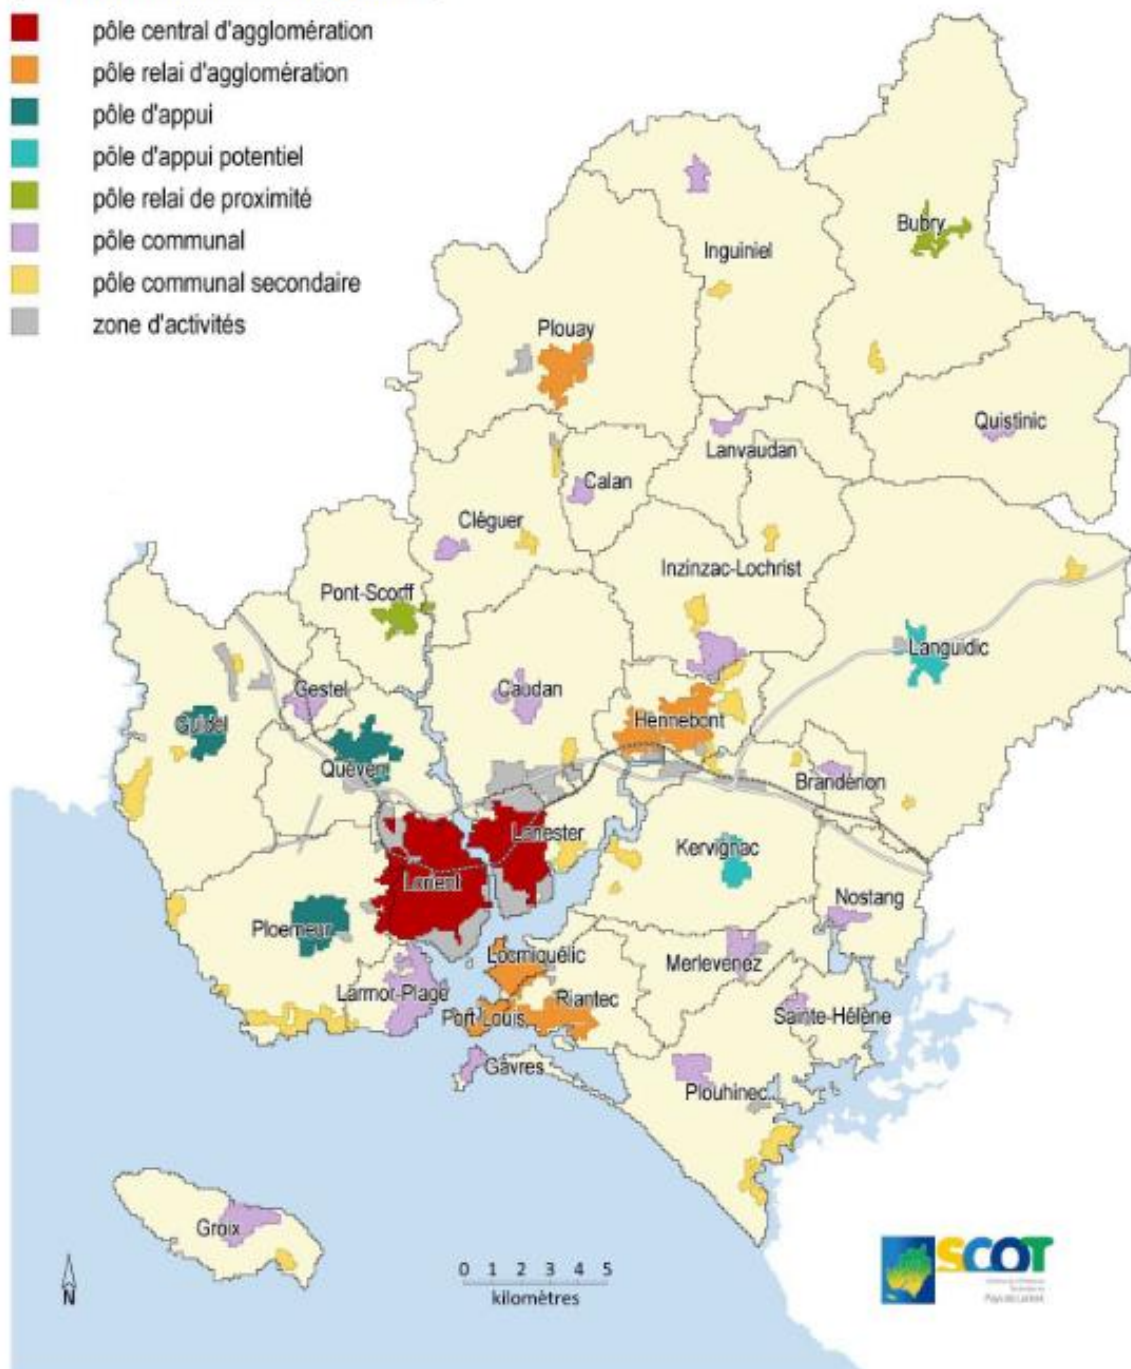 pôle central d'agglomération
pôle relai d'agglomération
pôle d'appui
pôle d'appui potentiel
pôle relai de proximité
pôle communal
pôle communal secondaire
zone d'activités
Bubry
Inguiniel
Plouay
Quistinic
Lanvaudan
Calan
Cléguer
Inzinzac-Lochrist
Pont-Scorff
Languidic
Gestel
Caudan
Hennebont
Guidel
Quéven
Brandérion
Lanester
Kervignac
Lorient
Nostang
Ploemeur
Locmiquélic
Merlevenez
Larmor-Plage
Riantec
Port-Louis
Sainte-Hélène
Gâvres
Plouhinec
Groix
SCOT
Pays de Lorient
0 1 2 3 4 5
kilomètres
N